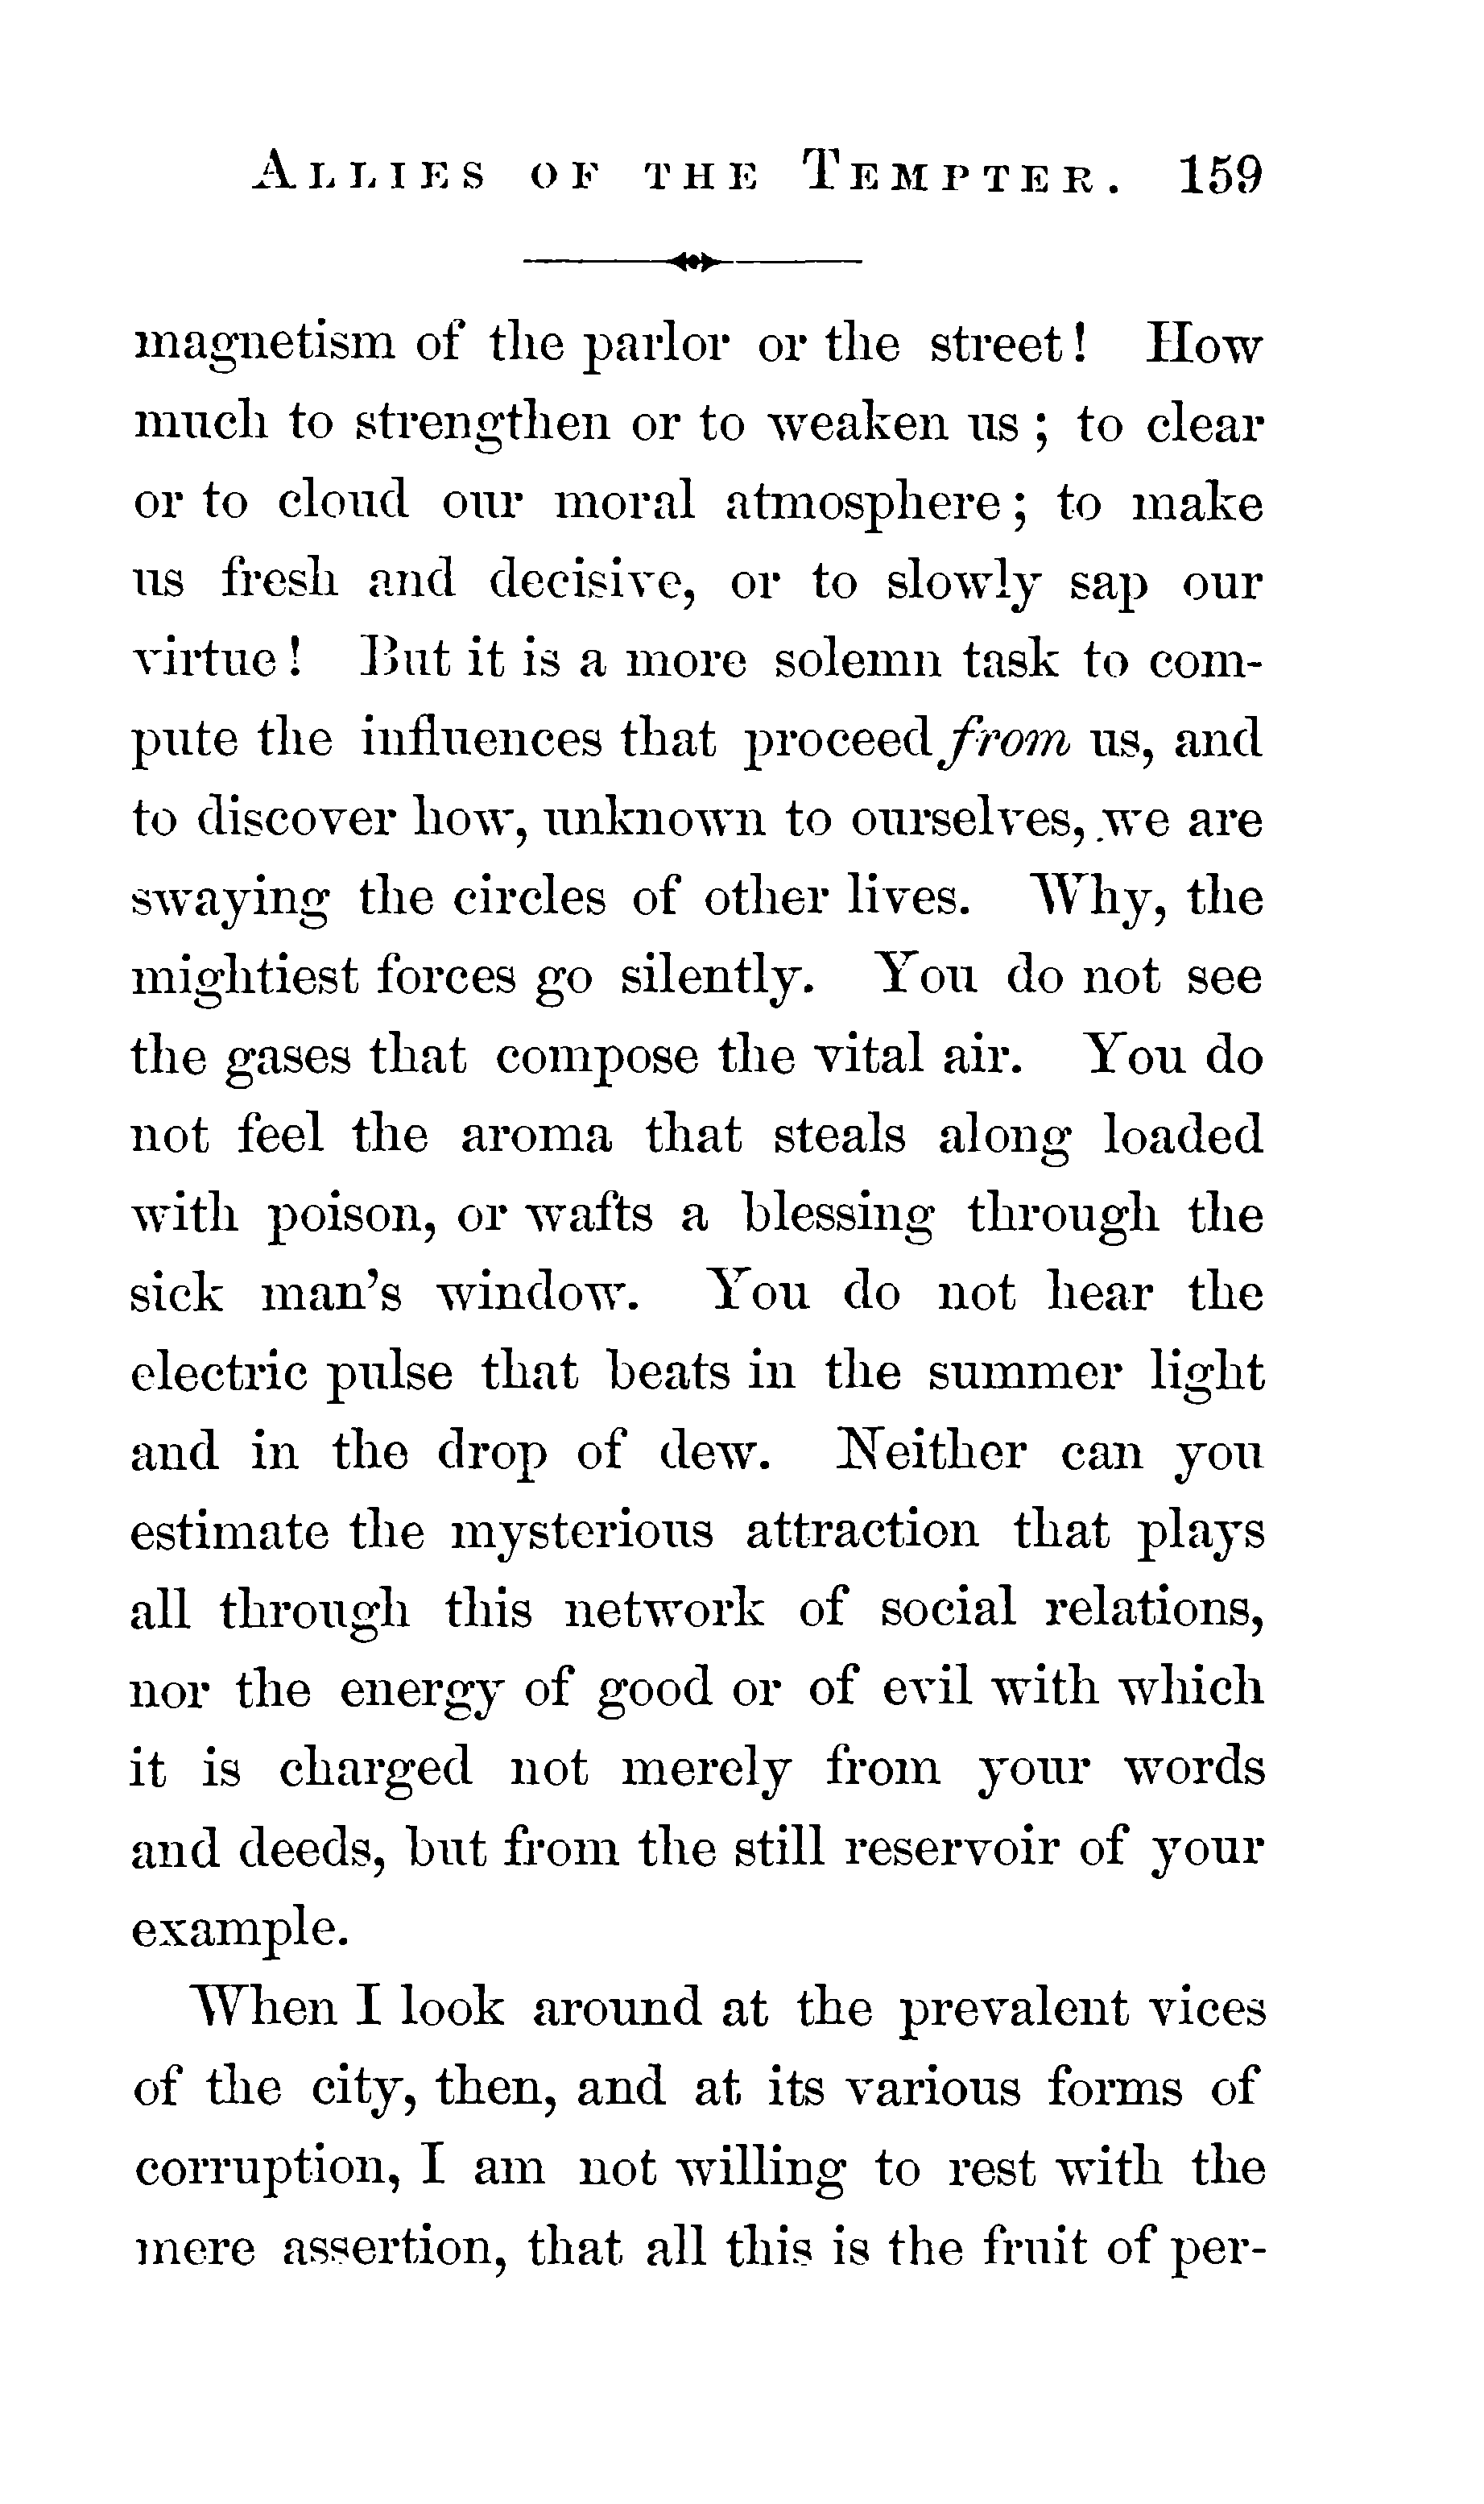 ALLIES OF THE TEMPTER. 159
magnetism of the parlor or the street! How
much to strengthen or to weaken us; to clear
or to cloud our moral atmosphere; to make
us fresh and decisive, or to slowly sap our
virtue! But it is a more solemn task to com-
pute the influences that proceed from us, and
to discover how, unknown to ourselves, we are
swaying the circles of other lives. Why, the
mightiest forces go silently. You do not see
the gases that compose the vital air. You do
not feel the aroma that steals along loaded
with poison, or wafts a blessing through the
sick man's window. You do not hear the
electric pulse that beats in the summer light
and in the drop of dew. Neither can you
estimate the mysterious attraction that plays
all through this network of social relations,
nor the energy of good or of evil with which
it is charged not merely from your words
and deeds, but from the still reservoir of your
example.
When I look around at the prevalent vices
of the city, then, and at its various forms of
corruption, I am not willing to rest with the
mere assertion, that all this is the fruit of per-